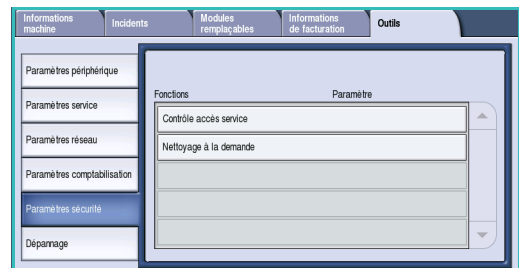 Informations machine
Incidents
Modules remplaçables
Informations de facturation
Outils
Paramètres périphérique
Paramètres service
Paramètres réseau
Paramètres comptabilisation
Paramètres sécurité
Dépannage
Fonctions
Paramètre
Contrôle accès service
Nettoyage à la demande